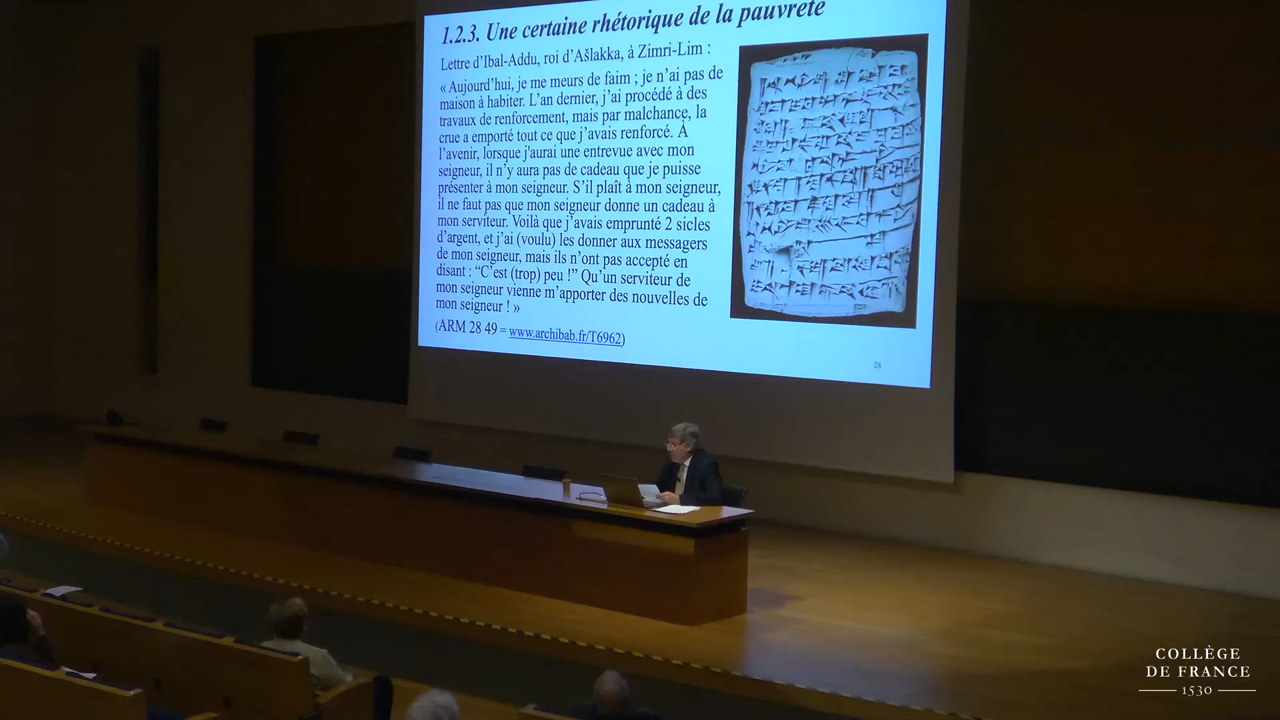 1.2.3. Une certaine rhétorique de la pauvreté
Lettre d'Ibal-Addu, roi d'Ašlakka, à Zimri-Lim :
« Aujourd'hui, je me meurs de faim ; je n'ai pas de
maison à habiter. L'an dernier, j'ai procédé à des
travaux de renforcement, mais par malchance, la
crue a emporté tout ce que j'avais renforcé. À
l'avenir, lorsque j'aurai une entrevue avec mon
seigneur, il n'y aura pas de cadeau que je puisse
présenter à mon seigneur. S'il plaît à mon seigneur,
il ne faut pas que mon seigneur donne un cadeau à
mon serviteur. Voilà que j'avais emprunté 2 sicles
d'argent, et j'ai (voulu) les donner aux messagers
de mon seigneur, mais ils n'ont pas accepté en
disant : “C'est (trop) peu !” Qu'un serviteur de
mon seigneur vienne m'apporter des nouvelles de
mon seigneur ! »
(ARM 28 49 = www.archibab.fr/T6962)
28
COLLÈGE
DE FRANCE
1530